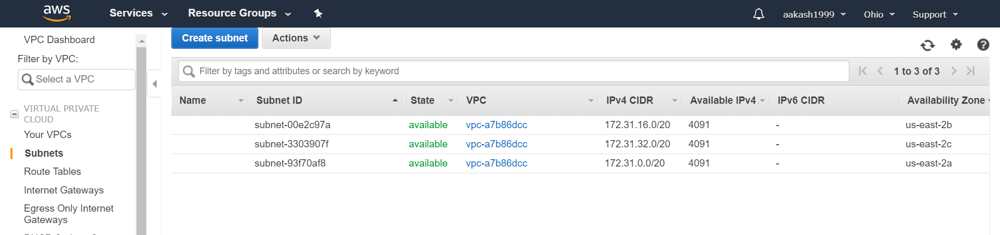 aws Services Resource Groups aakash1999 Ohio Support
VPC Dashboard
Filter by VPC:
Select a VPC
VIRTUAL PRIVATE
CLOUD
Your VPCs
Subnets
Route Tables
Internet Gateways
Egress Only Internet
Gateways
Create subnet Actions
Filter by tags and attributes or search by keyword 1 to 3 of 3
Name Subnet ID State VPC IPv4 CIDR Available IPv4 IPv6 CIDR Availability Zone
subnet-00e2c97a available vpc-a7b86dcc 172.31.16.0/20 4091 - us-east-2b
subnet-3303907f available vpc-a7b86dcc 172.31.32.0/20 4091 - us-east-2c
subnet-93f70af8 available vpc-a7b86dcc 172.31.0.0/20 4091 - us-east-2a